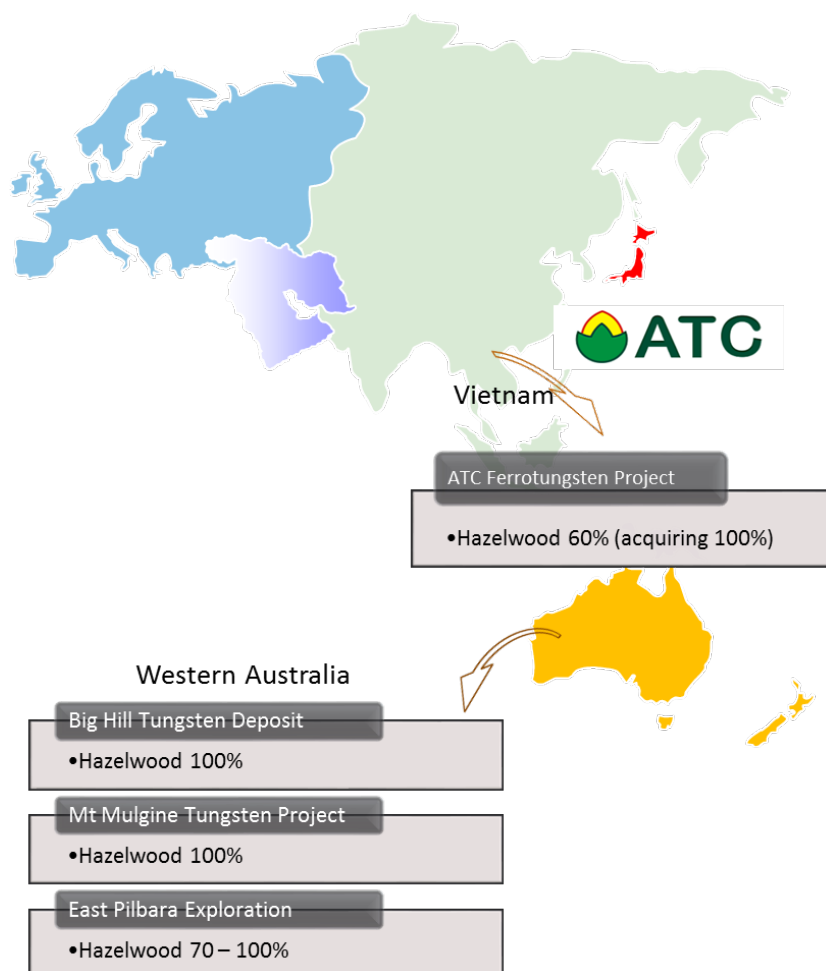 ATC
Vietnam
ATC Ferrotungsten Project
•Hazelwood 60% (acquiring 100%)
Western Australia
Big Hill Tungsten Deposit
•Hazelwood 100%
Mt Mulgine Tungsten Project
•Hazelwood 100%
East Pilbara Exploration
•Hazelwood 70 – 100%